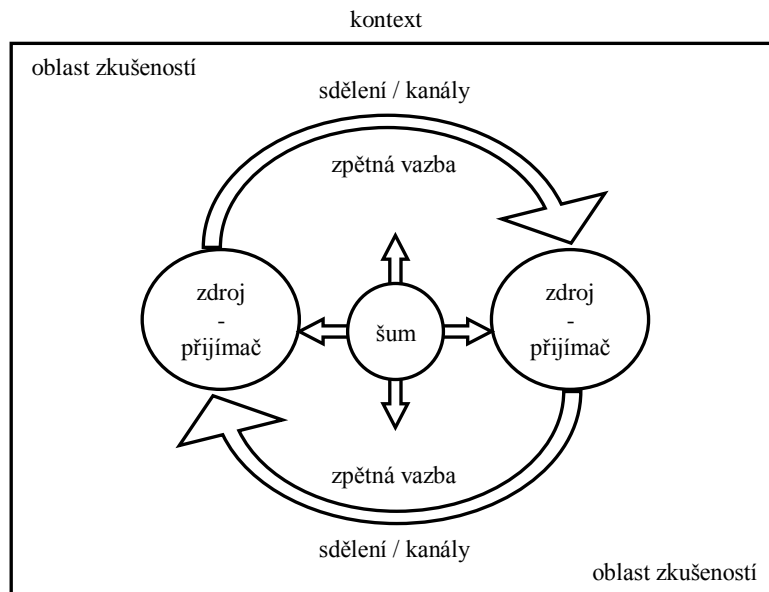 kontext
oblast zkušeností
sdělení / kanály
zpětná vazba
zdroj
-
přijímač
šum
zdroj
-
přijímač
zpětná vazba
sdělení / kanály
oblast zkušeností